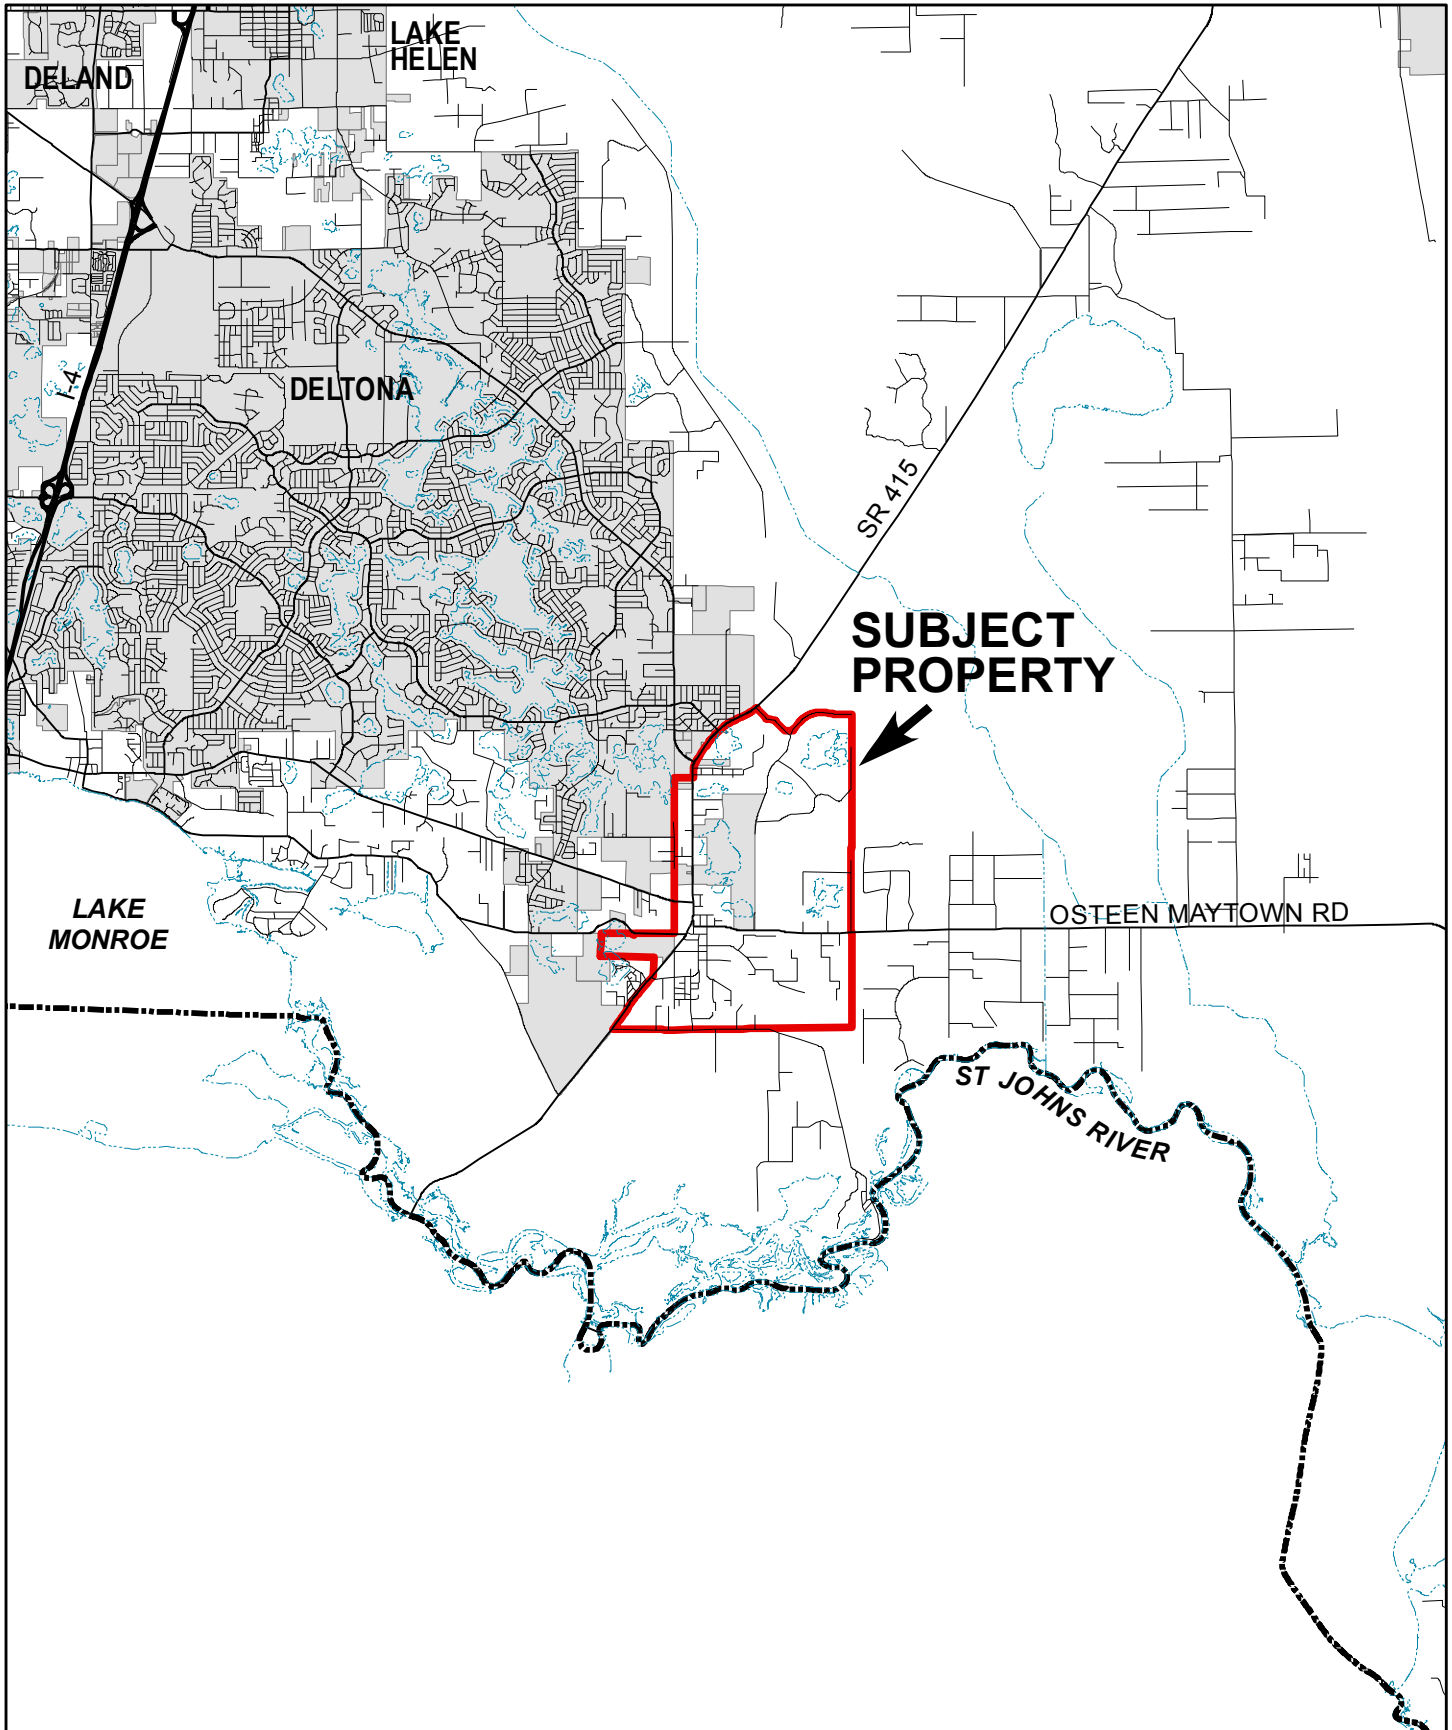 LAKE
HELEN
DELAND
I-4
DELTONA
SR 415
SUBJECT
PROPERTY
LAKE
MONROE
OSTEEN MAYTOWN RD
ST JOHNS RIVER